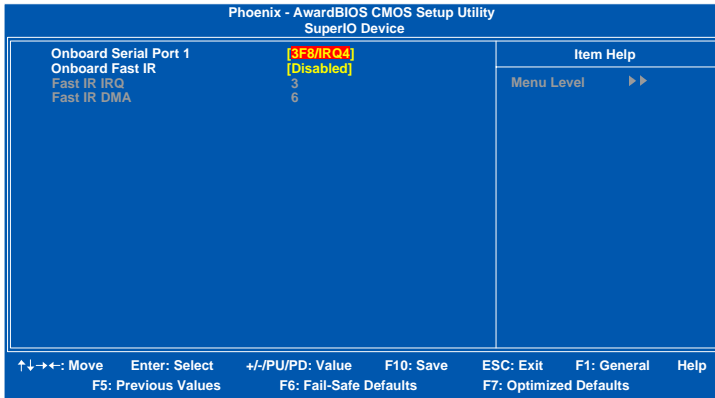 Phoenix - AwardBIOS CMOS Setup Utility
SuperIO Device
Onboard Serial Port 1 [3F8/IRQ4]
Onboard Fast IR [Disabled]
Fast IR IRQ 3
Fast IR DMA 6
Item Help
Menu Level ▶▶
↑↓→←: Move Enter: Select +/-/PU/PD: Value F10: Save ESC: Exit F1: General Help
F5: Previous Values F6: Fail-Safe Defaults F7: Optimized Defaults